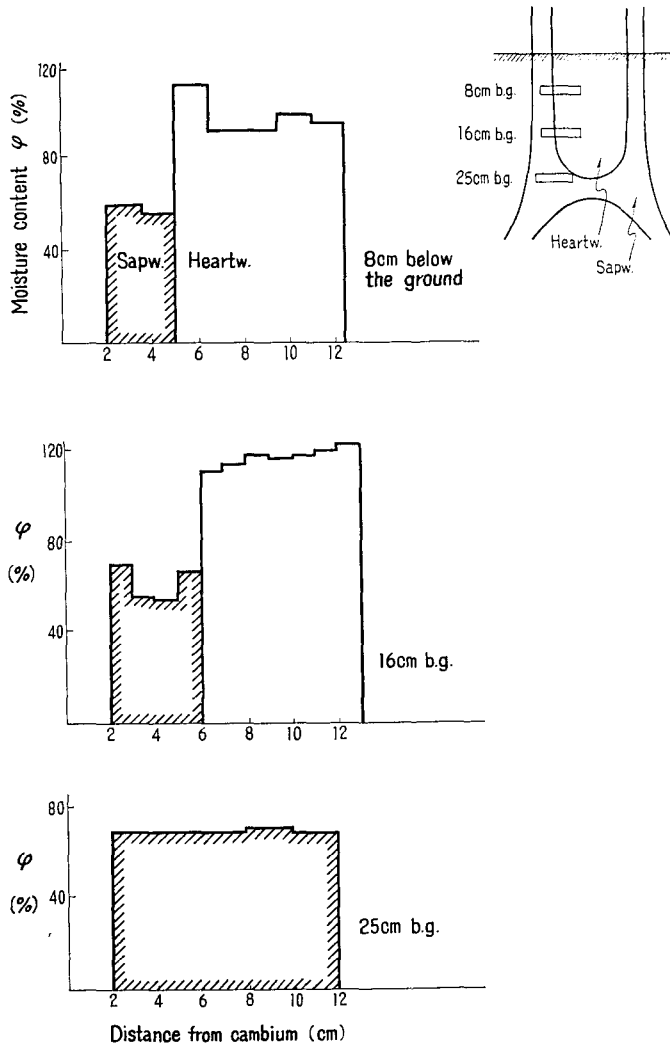 Moisture content φ (%)
120
80
40
Sapw.
Heartw.
8cm below
the ground
2 4 6 8 10 12
8cm b.g.
16cm b.g.
25cm b.g.
Heartw.
Sapw.
φ
(%)
120
80
40
16cm b.g.
2 4 6 8 10 12
φ
(%)
80
40
25cm b.g.
2 4 6 8 10 12
Distance from cambium (cm)